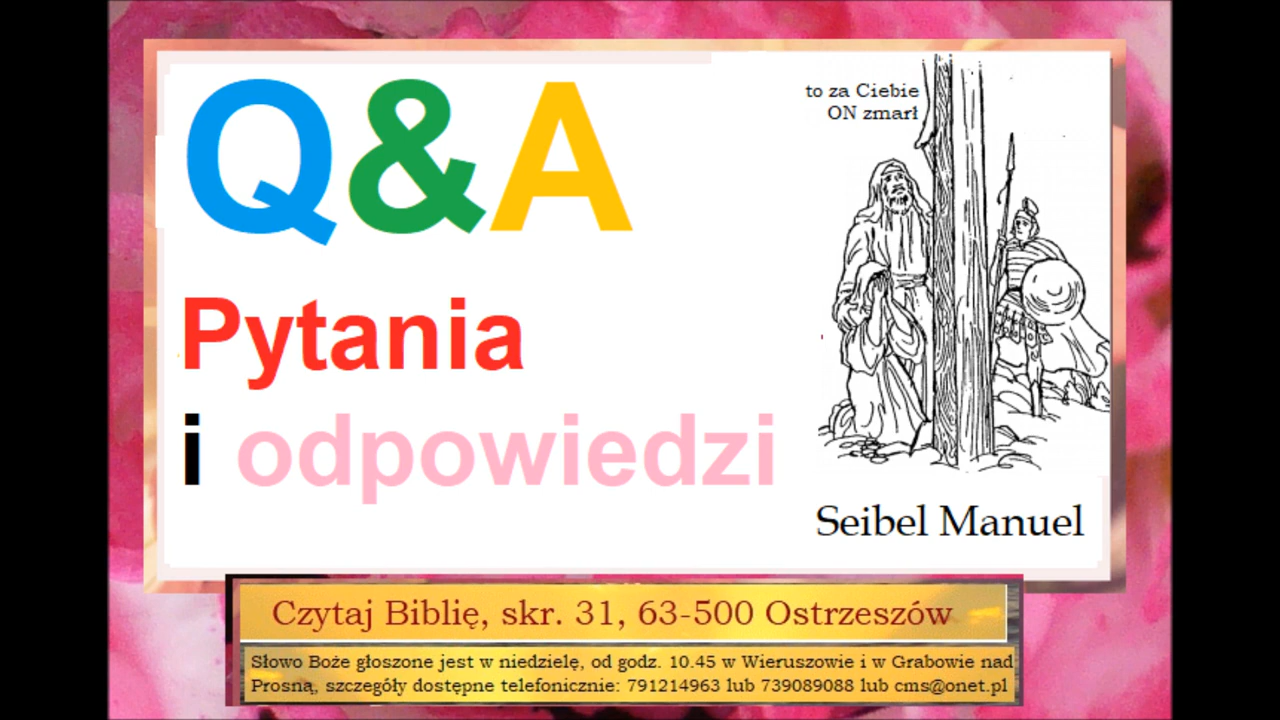 Q&A
to za Ciebie
ON zmarł
Pytania
i odpowiedzi
Seibel Manuel
Czytaj Biblię, skr. 31, 63-500 Ostrzeszów
Słowo Boże głoszone jest w niedzielę, od godz. 10.45 w Wieruszowie i w Grabowie nad
Prosną, szczegóły dostępne telefonicznie: 791214963 lub 739089088 lub cms@onet.pl